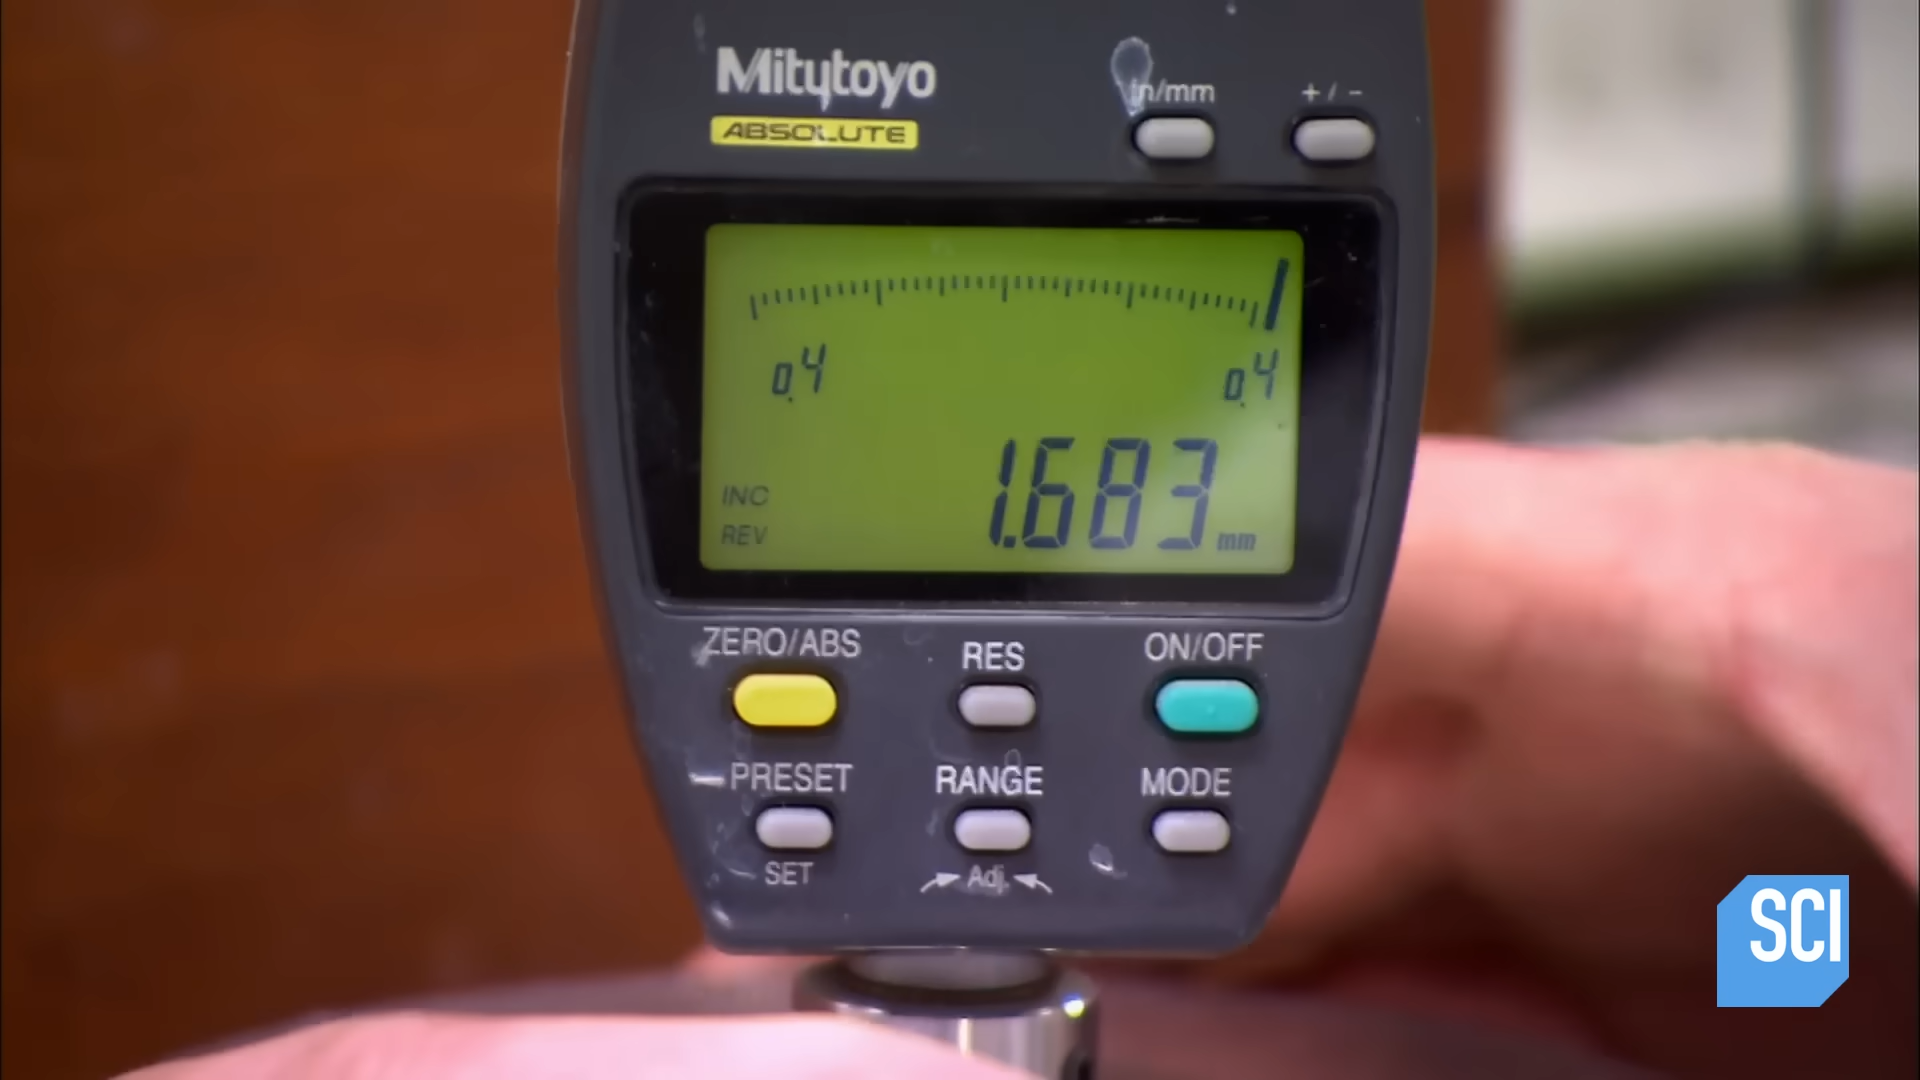 Mitutoyo
ABSOLUTE
in/mm
+/-
0.4
0.4
INC
REV
1.683 mm
ZERO/ABS
RES
ON/OFF
PRESET
RANGE
MODE
SET
Adj.
SCI